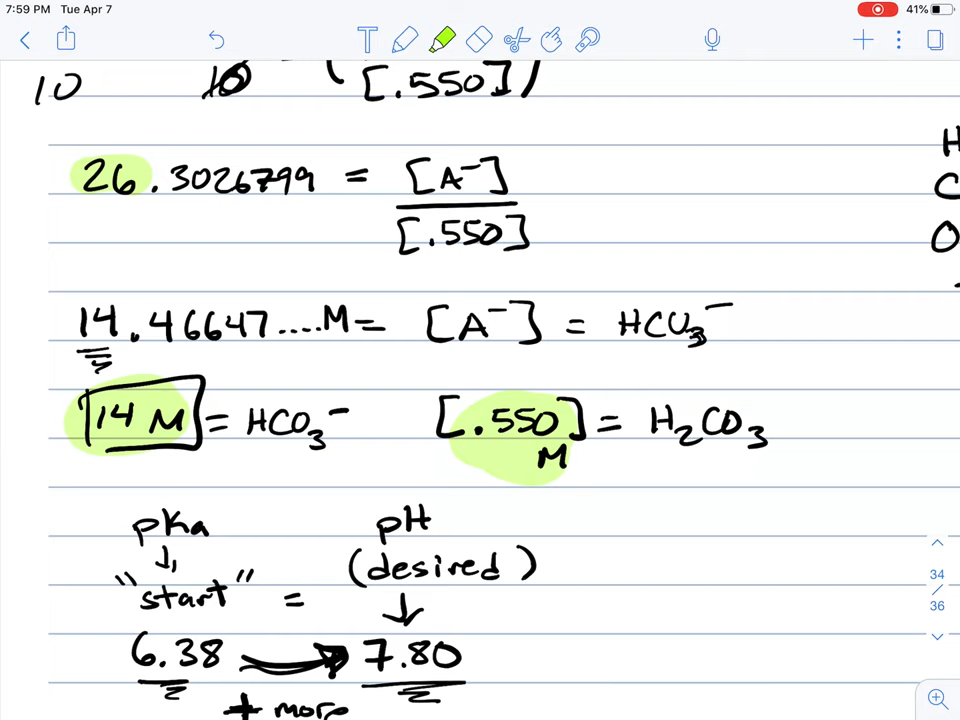 7:59 PM Tue Apr 7
41%
10 10 = ( [.550] )
26.3026799 = [A⁻]
[.550]
H
C
O
14.46647....M = [A⁻] = HCO₃⁻
14 M = HCO₃⁻ [.550] = H₂CO₃
M
pKa pH
↓ (desired)
"start" = ↓
6.38 → 7.80
+ more
34
/
36